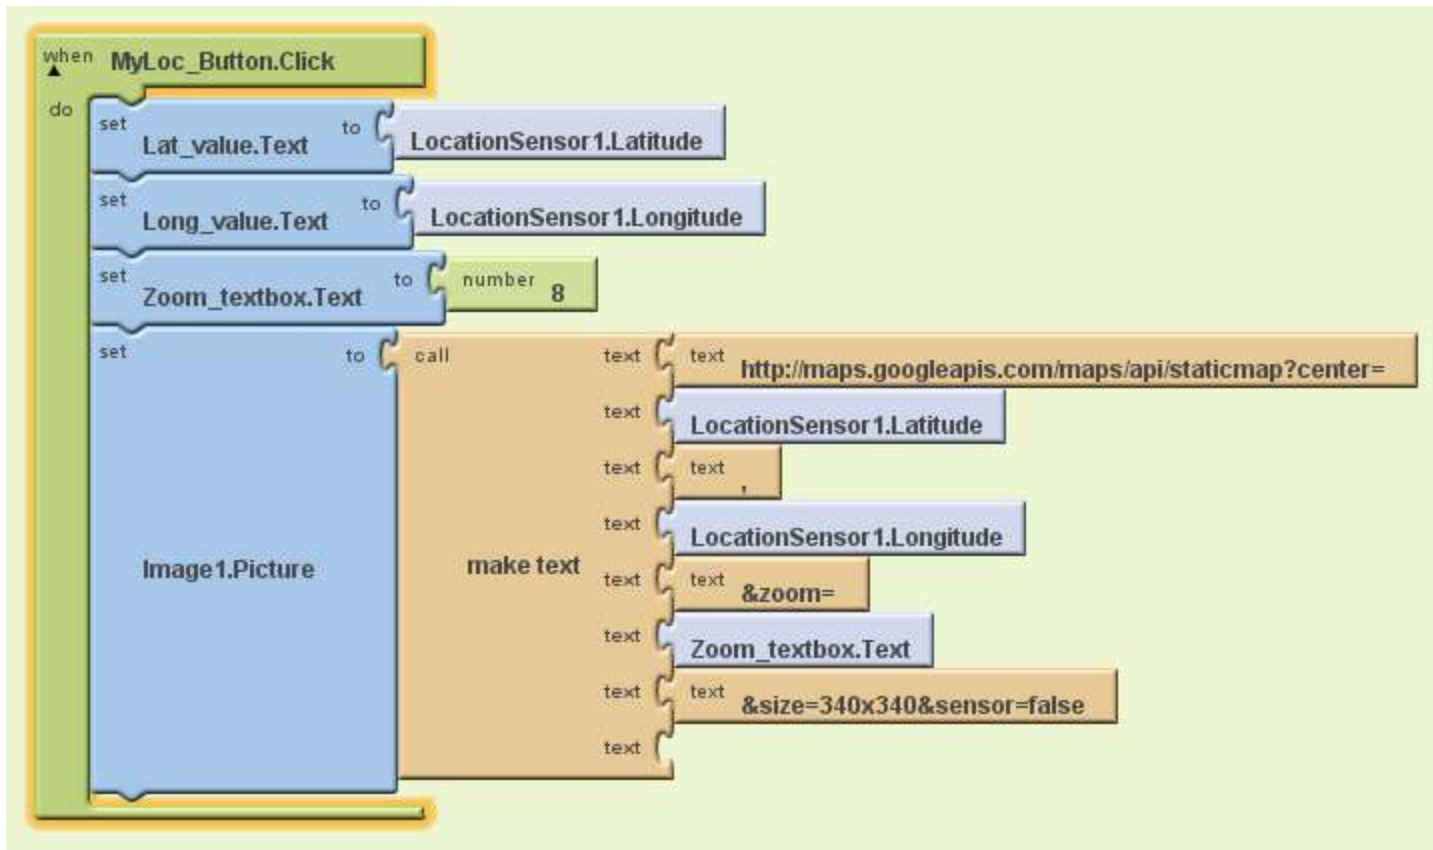 when MyLoc_Button.Click
do
set Lat_value.Text to LocationSensor1.Latitude
set Long_value.Text to LocationSensor1.Longitude
set Zoom_textbox.Text to number 8
set Image1.Picture to call make text
text text http://maps.googleapis.com/maps/api/staticmap?center=
text LocationSensor1.Latitude
text text ,
text LocationSensor1.Longitude
text text &zoom=
text Zoom_textbox.Text
text text &size=340x340&sensor=false
text